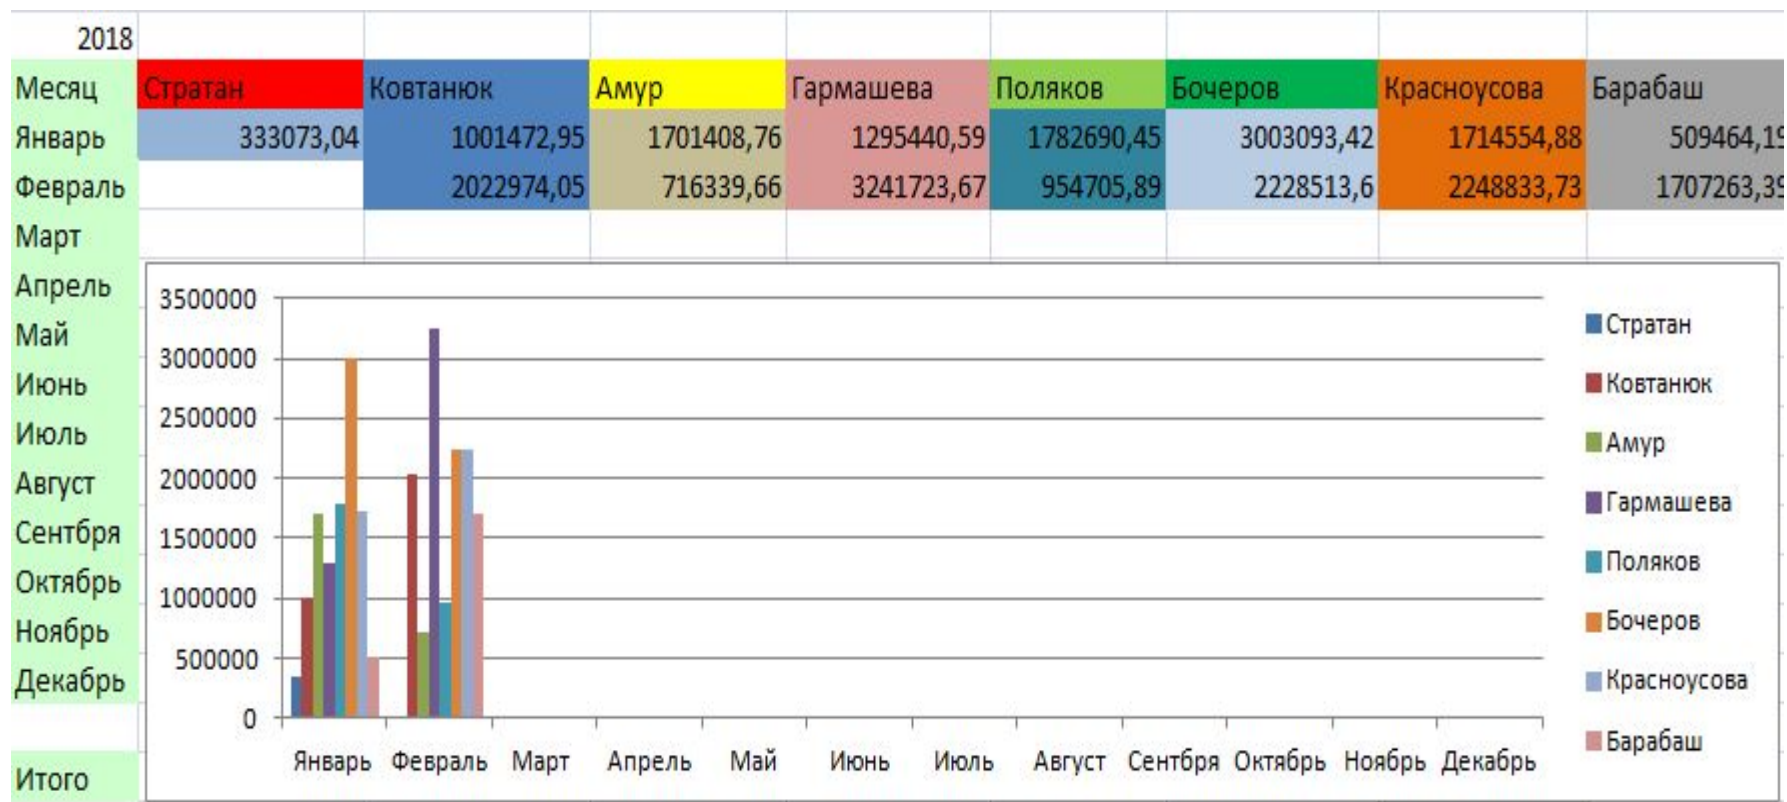 2018
Месяц Стратан Ковтанюк Амур Гармашева Поляков Бочеров Красноусова Барабаш
Январь 333073,04 1001472,95 1701408,76 1295440,59 1782690,45 3003093,42 1714554,88 509464,19
Февраль 2022974,05 716339,66 3241723,67 954705,89 2228513,6 2248833,73 1707263,39
Март
Апрель
Май
Июнь
Июль
Август
Сентбря
Октябрь
Ноябрь
Декабрь
Итого
3500000
3000000
2500000
2000000
1500000
1000000
500000
0
Январь Февраль Март Апрель Май Июнь Июль Август Сентбря Октябрь Ноябрь Декабрь
Стратан
Ковтанюк
Амур
Гармашева
Поляков
Бочеров
Красноусова
Барабаш